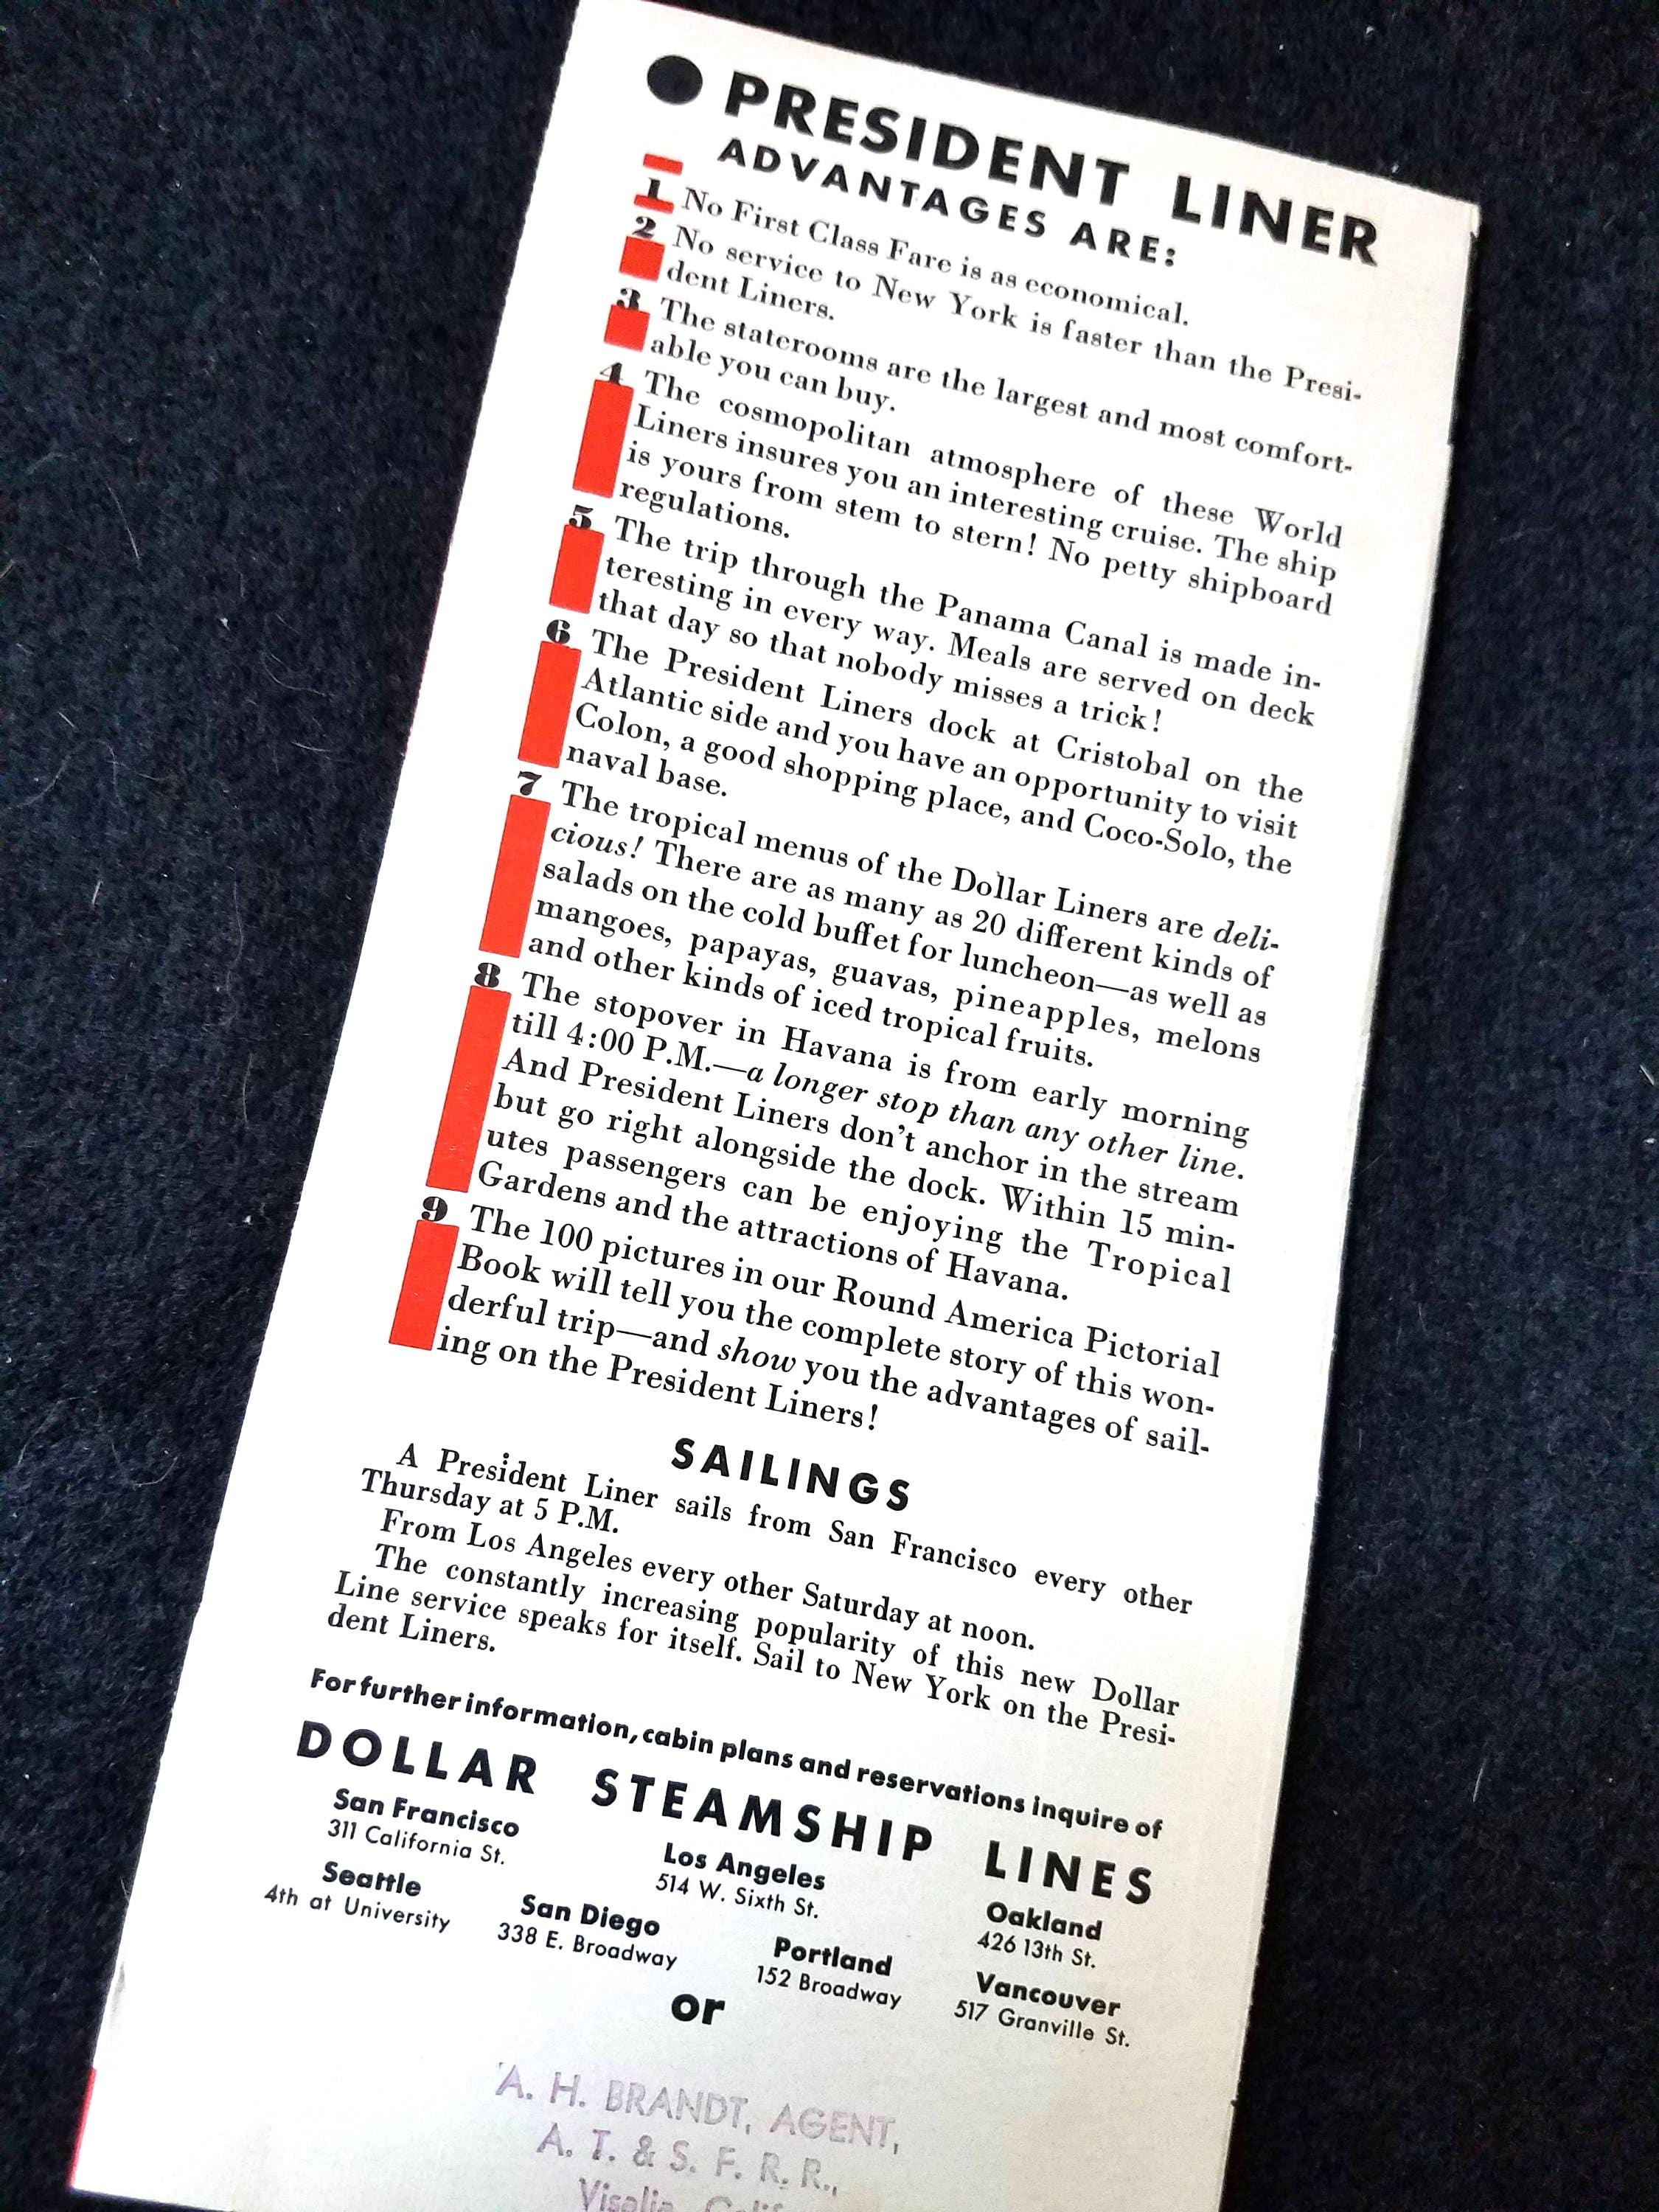 PRESIDENT LINER
ADVANTAGES ARE:
1 No First Class Fare is as economical.
2 No service to New York is faster than the Presi-
dent Liners.
3 The staterooms are the largest and most comfort-
able you can buy.
4 The cosmopolitan atmosphere of these World
Liners insures you an interesting cruise. The ship
is yours from stem to stern! No petty shipboard
regulations.
5 The trip through the Panama Canal is made in-
teresting in every way. Meals are served on deck
that day so that nobody misses a trick!
6 The President Liners dock at Cristobal on the
Atlantic side and you have an opportunity to visit
Colon, a good shopping place, and Coco-Solo, the
naval base.
7 The tropical menus of the Dollar Liners are deli-
cious! There are as many as 20 different kinds of
salads on the cold buffet for luncheon—as well as
mangoes, papayas, guavas, pineapples, melons
and other kinds of iced tropical fruits.
8 The stopover in Havana is from early morning
till 4:00 P.M.—a longer stop than any other line.
And President Liners don't anchor in the stream
but go right alongside the dock. Within 15 min-
utes passengers can be enjoying the Tropical
Gardens and the attractions of Havana.
9 The 100 pictures in our Round America Pictorial
Book will tell you the complete story of this won-
derful trip—and show you the advantages of sail-
ing on the President Liners!
SAILINGS
A President Liner sails from San Francisco every other
Thursday at 5 P.M.
From Los Angeles every other Saturday at noon.
The constantly increasing popularity of this new Dollar
Line service speaks for itself. Sail to New York on the Presi-
dent Liners.
For further information, cabin plans and reservations inquire of
DOLLAR STEAMSHIP LINES
San Francisco
311 California St.
Los Angeles
514 W. Sixth St.
Oakland
426 13th St.
Seattle
4th at University
San Diego
338 E. Broadway
Portland
152 Broadway
Vancouver
517 Granville St.
or
A. H. BRANDT, AGENT,
A. T. & S. F. R. R.,
Visalia, Calif